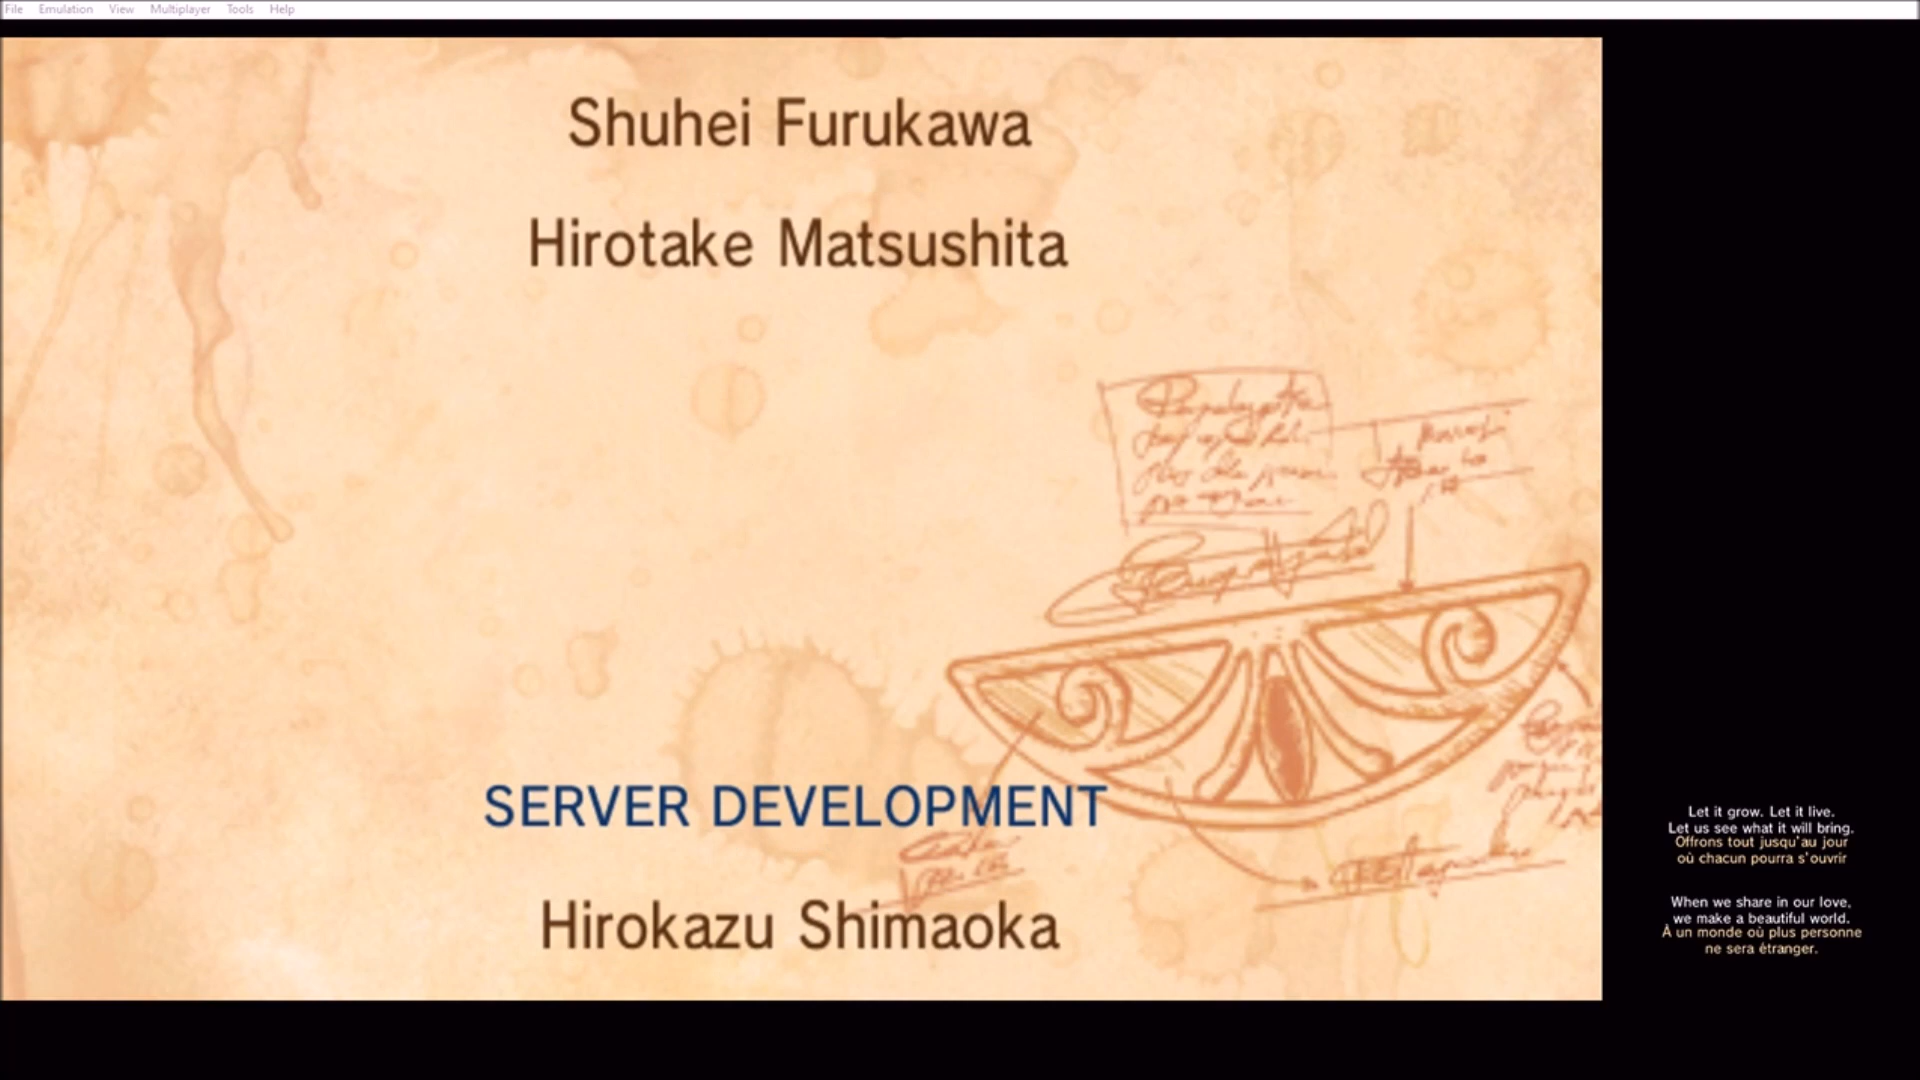 File Emulation View Multiplayer Tools Help
Shuhei Furukawa
Hirotake Matsushita
SERVER DEVELOPMENT
Hirokazu Shimaoka
Let it grow. Let it live.
Let us see what it will bring.
Offrons tout jusqu'au jour
où chacun pourra s'ouvrir
When we share in our love,
we make a beautiful world.
À un monde où plus personne
ne sera étranger.